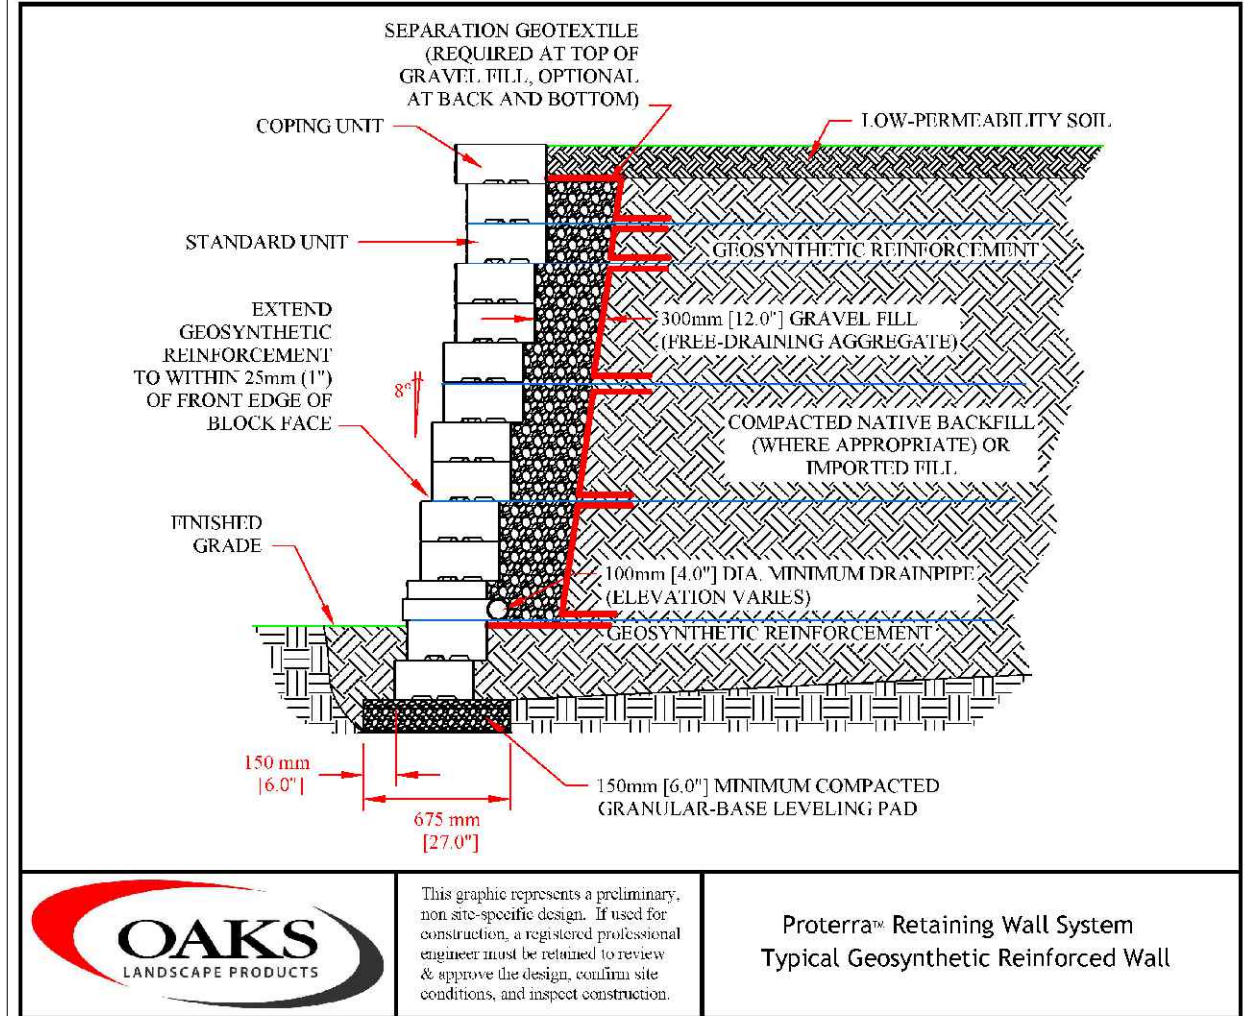 SEPARATION GEOTEXTILE
(REQUIRED AT TOP OF
GRAVEL FILL, OPTIONAL
AT BACK AND BOTTOM)
COPING UNIT
LOW-PERMEABILITY SOIL
STANDARD UNIT
GEOSYNTHETIC REINFORCEMENT
EXTEND
GEOSYNTHETIC
REINFORCEMENT
TO WITHIN 25mm (1")
OF FRONT EDGE OF
BLOCK FACE
300mm [12.0"] GRAVEL FILL
(FREE-DRAINING AGGREGATE)
8°
COMPACTED NATIVE BACKFILL
(WHERE APPROPRIATE) OR
IMPORTED FILL
FINISHED
GRADE
100mm [4.0"] DIA. MINIMUM DRAINPIPE
(ELEVATION VARIES)
GEOSYNTHETIC REINFORCEMENT
150 mm
[6.0"]
675 mm
[27.0"]
150mm [6.0"] MINIMUM COMPACTED
GRANULAR-BASE LEVELING PAD
OAKS
LANDSCAPE PRODUCTS
This graphic represents a preliminary,
non site-specific design. If used for
construction, a registered professional
engineer must be retained to review
& approve the design, confirm site
conditions, and inspect construction.
Proterra™ Retaining Wall System
Typical Geosynthetic Reinforced Wall